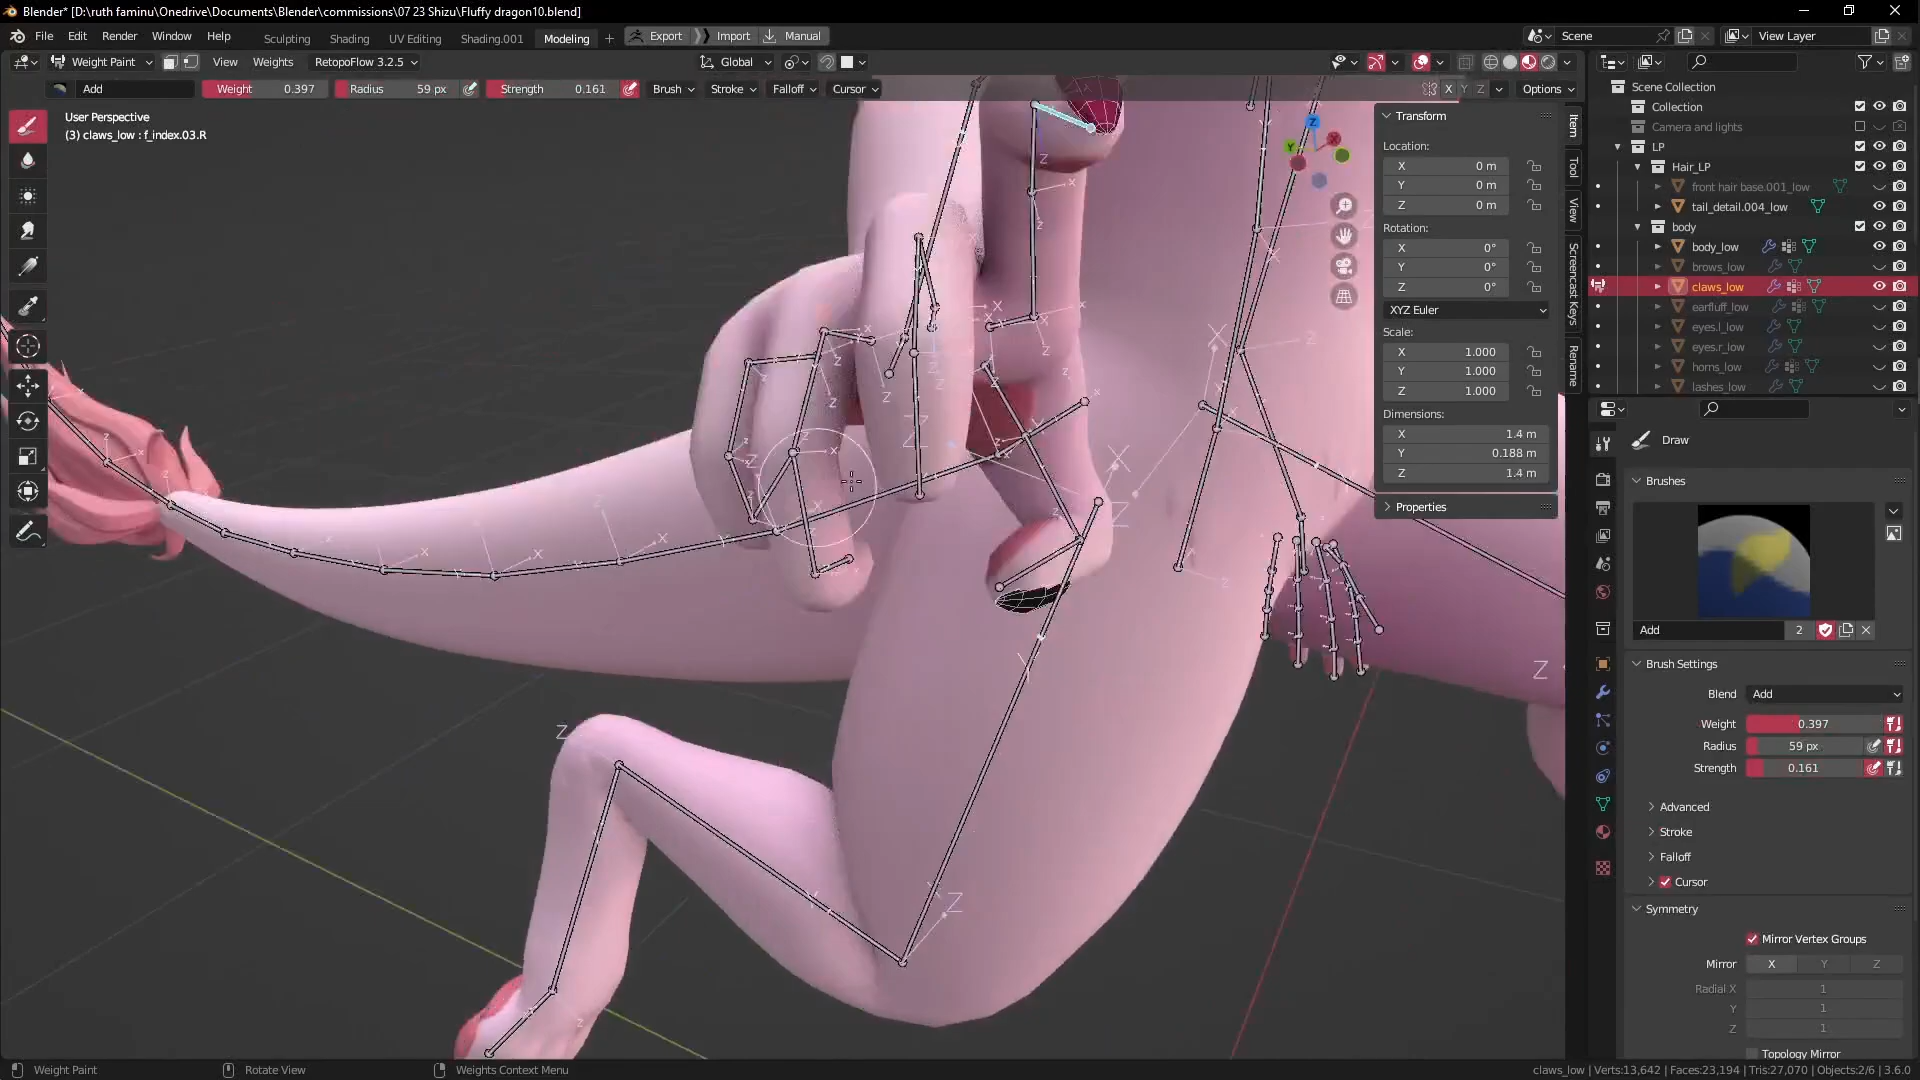 Blender* [D:\ruth faminu\Onedrive\Documents\Blender\commissions\07 23 Shizu\Fluffy dragon10.blend]
File Edit Render Window Help Sculpting Shading UV Editing Shading.001 Modeling + Export Import Manual Scene View Layer
Weight Paint View Weights RetopoFlow 3.2.5 Global
Add Weight 0.397 Radius 59 px Strength 0.161 Brush Stroke Falloff Cursor X Y Z Options
User Perspective
(3) claws_low : f_index.03.R
Transform
Location:
X 0 m
Y 0 m
Z 0 m
Rotation:
X 0°
Y 0°
Z 0°
XYZ Euler
Scale:
X 1.000
Y 1.000
Z 1.000
Dimensions:
X 1.4 m
Y 0.188 m
Z 1.4 m
Properties
Item
Tool
View
Screencast Keys
Rename
Scene Collection
Collection
Camera and lights
LP
Hair_LP
front hair base.001_low
tail_detail.004_low
body
body_low
brows_low
claws_low
earfluff_low
eyes.l_low
eyes.r_low
horns_low
lashes_low
Draw
Brushes
Add 2
Brush Settings
Blend Add
Weight 0.397
Radius 59 px
Strength 0.161
Advanced
Stroke
Falloff
Cursor
Symmetry
Mirror Vertex Groups
Mirror X Y Z
Radial X 1
Y 1
Z 1
Topology Mirror
Weight Paint Rotate View Weights Context Menu
claws_low | Verts:13,642 | Faces:23,194 | Tris:27,070 | Objects:2/6 | 3.6.0